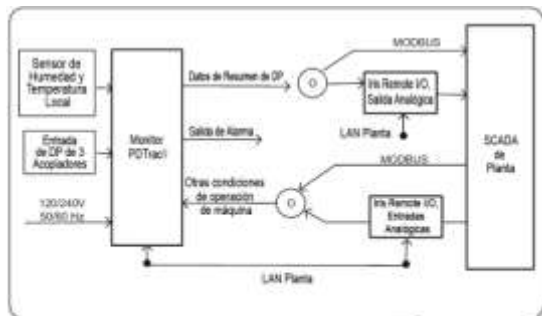 Sensor de
Humedad y
Temperatura
Local
Entrada
de DP de 3
Acopladores
120/240V
50/60 Hz
Monitor
PDTracII
Datos de Resumen de DP
Salida de Alarma
Otras condiciones
de operación
de máquina
O
O
MODBUS
Iris Remote I/O,
Salida Analógica
LAN Planta
MODBUS
Iris Remote I/O,
Entradas
Analógicas
LAN Planta
SCADA
de
Planta